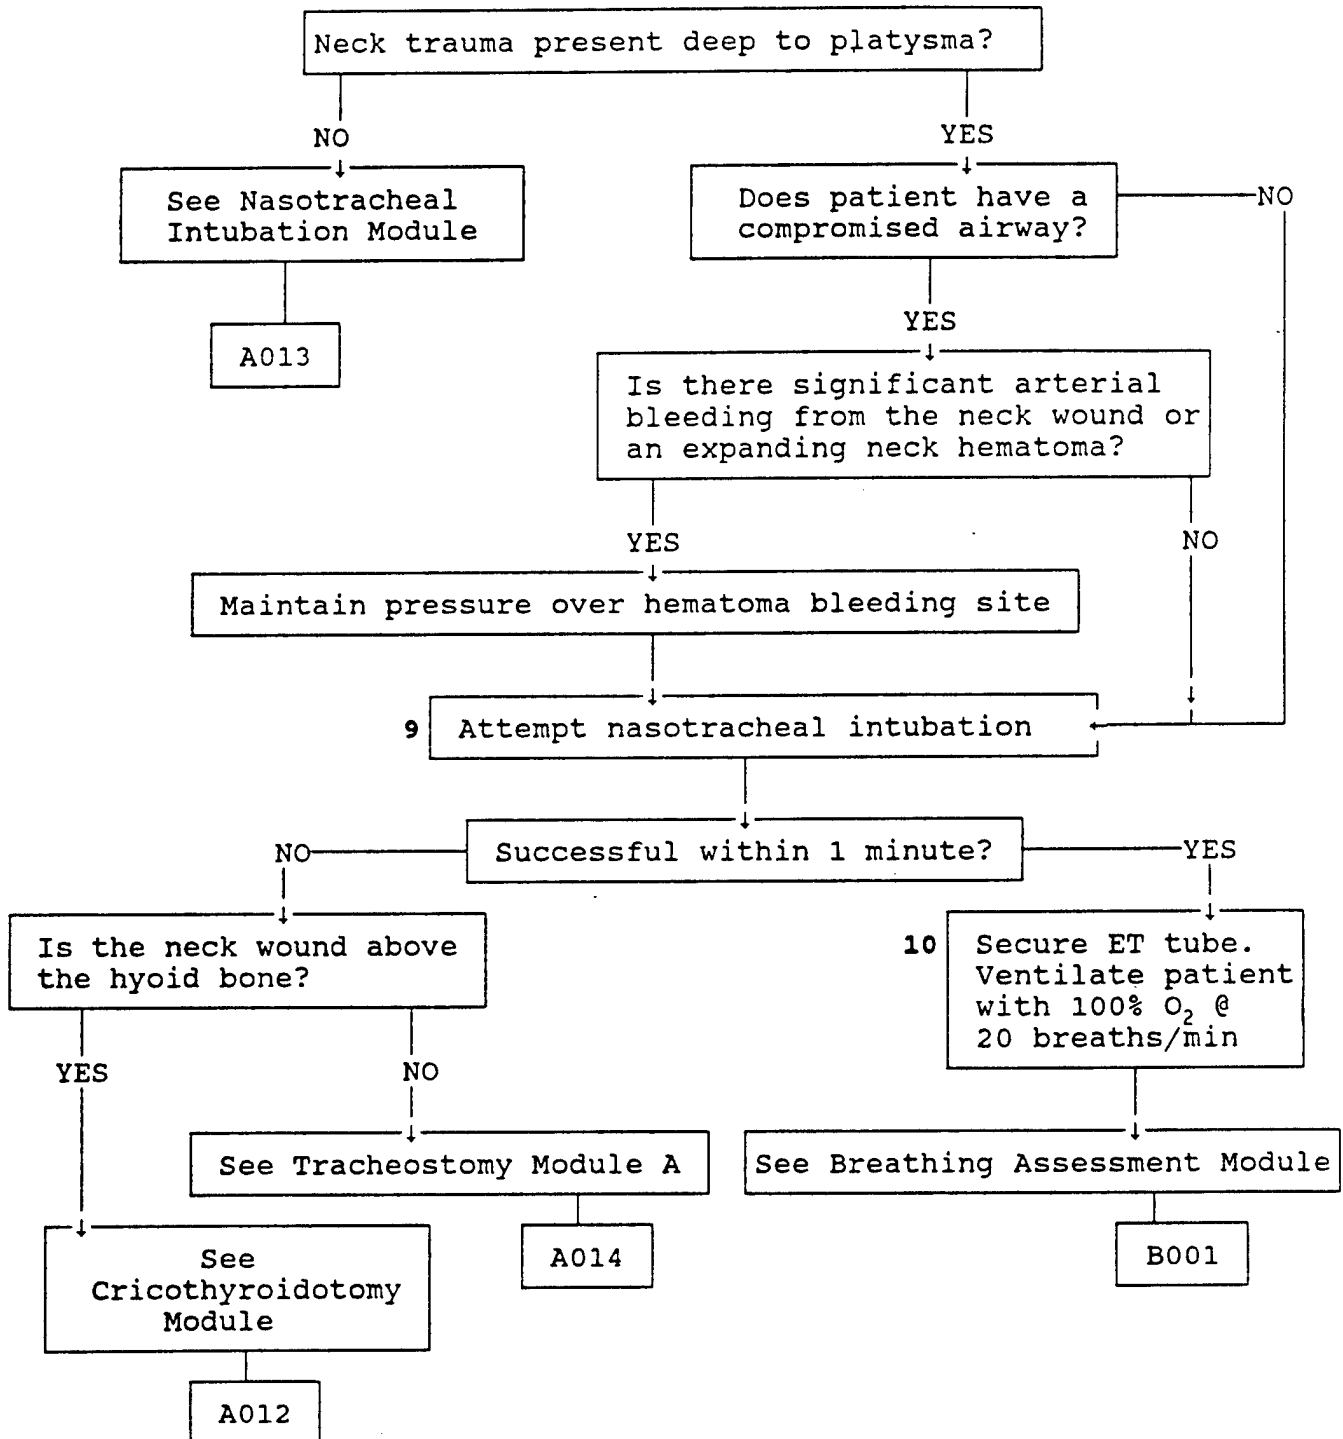 Neck trauma present deep to platysma?
NO
YES
See Nasotracheal
Intubation Module
Does patient have a
compromised airway?
NO
A013
YES
Is there significant arterial
bleeding from the neck wound or
an expanding neck hematoma?
YES
NO
Maintain pressure over hematoma bleeding site
9 Attempt nasotracheal intubation
NO
Successful within 1 minute?
YES
Is the neck wound above
the hyoid bone?
10 Secure ET tube.
Ventilate patient
with 100% O₂ @
20 breaths/min
YES
NO
See Tracheostomy Module A
See Breathing Assessment Module
See
Cricothyroidotomy
Module
A014
B001
A012